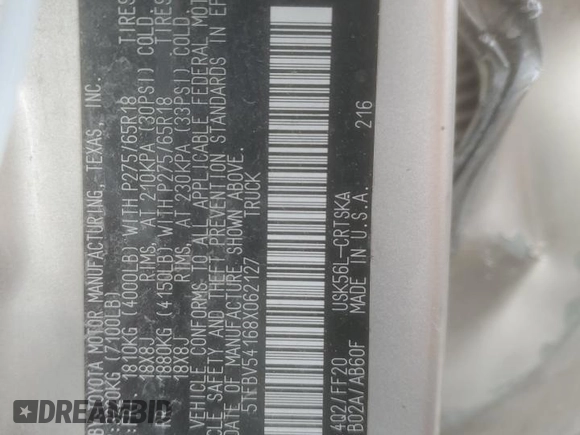 BY TOYOTA MOTOR MANUFACTURING, TEXAS, INC.
KG (7100LB)
1810KG (4000LB) WITH P275/65R18 TIRES
18X8J RIMS, AT 210KPA (30PSI) COLD
1880KG (4150LB) WITH P275/65R18 TIRES
18X8J RIMS, AT 230KPA (33PSI) COLD
VEHICLE CONFORMS TO ALL APPLICABLE FEDERAL MOTOR
SAFETY AND THEFT PREVENTION STANDARDS IN EF
MANUFACTURE SHOWN ABOVE.
5TFBV54168X062127 TRUCK
4Q2/FF20 USK56L-CRTSKA 216
B02A/AB60F MADE IN U.S.A.
DREAMBID